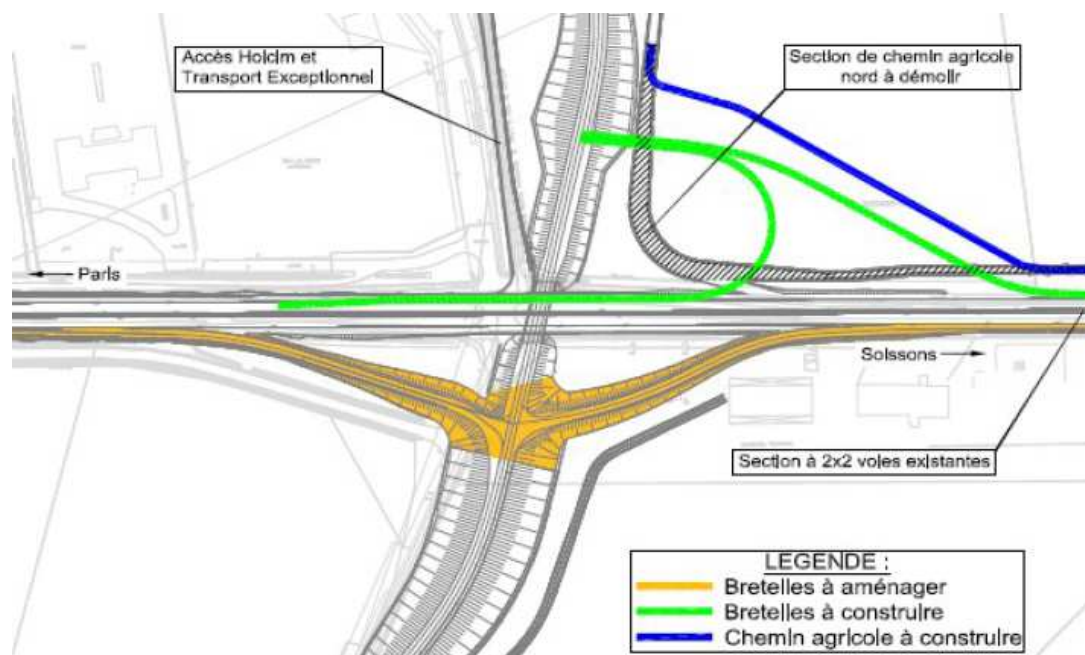 Accès Holcim et
Transport Exceptionnel
Section de chemin agricole
nord à démolir
Paris
Soissons
Section à 2x2 voies existantes
LEGENDE :
Bretelles à aménager
Bretelles à construire
Chemin agricole à construire